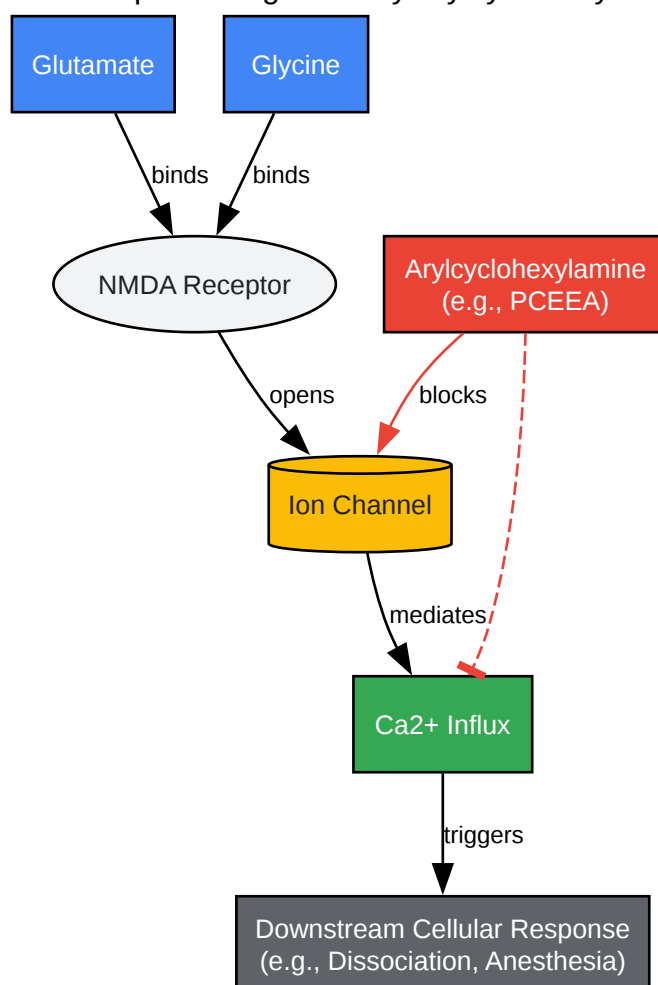 Glutamate
Glycine
binds
binds
NMDA Receptor
Arylcyclohexylamine
(e.g., PCEEA)
opens
blocks
Ion Channel
mediates
Ca2+ Influx
triggers
Downstream Cellular Response
(e.g., Dissociation, Anesthesia)